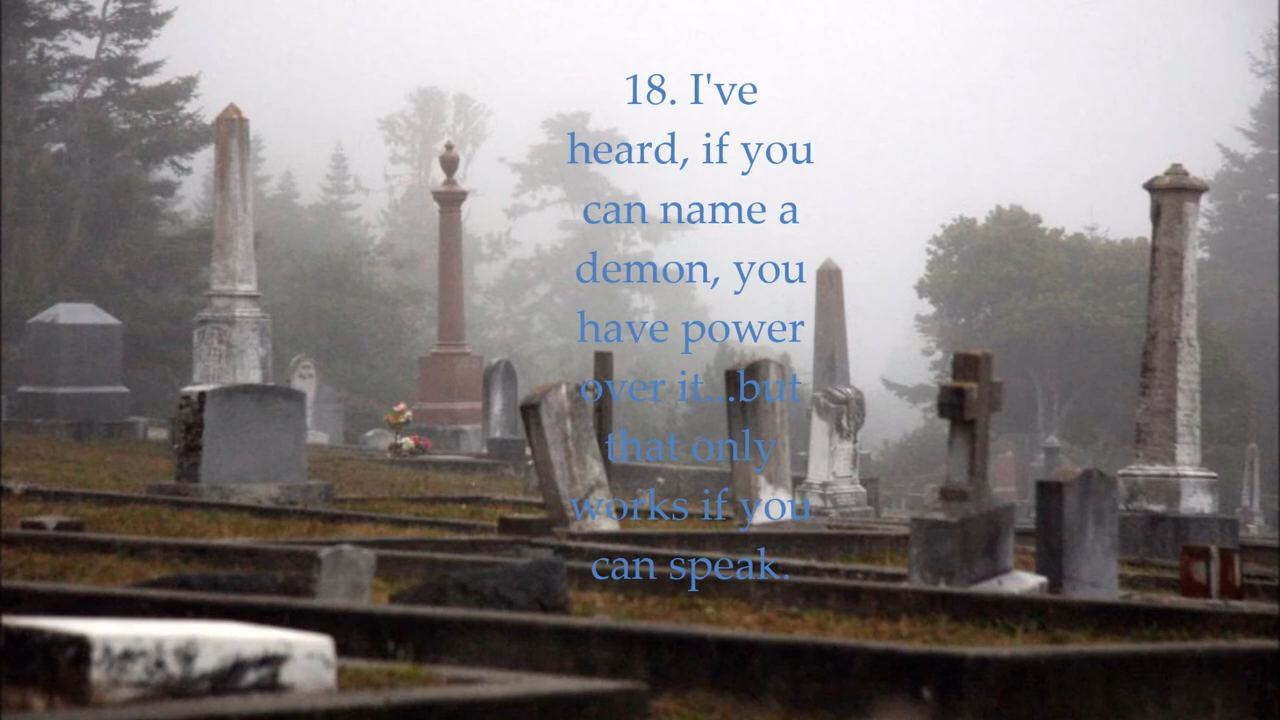 18. I've
heard, if you
can name a
demon, you
have power
over it...but
that only
works if you
can speak.